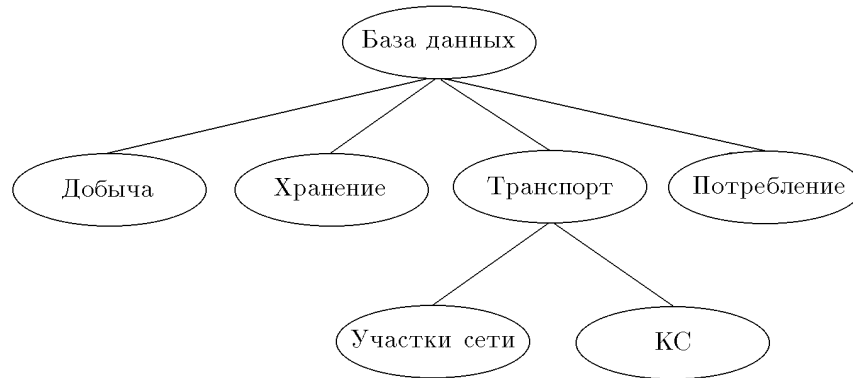 База данных
Добыча
Хранение
Транспорт
Потребление
Участки сети
КС